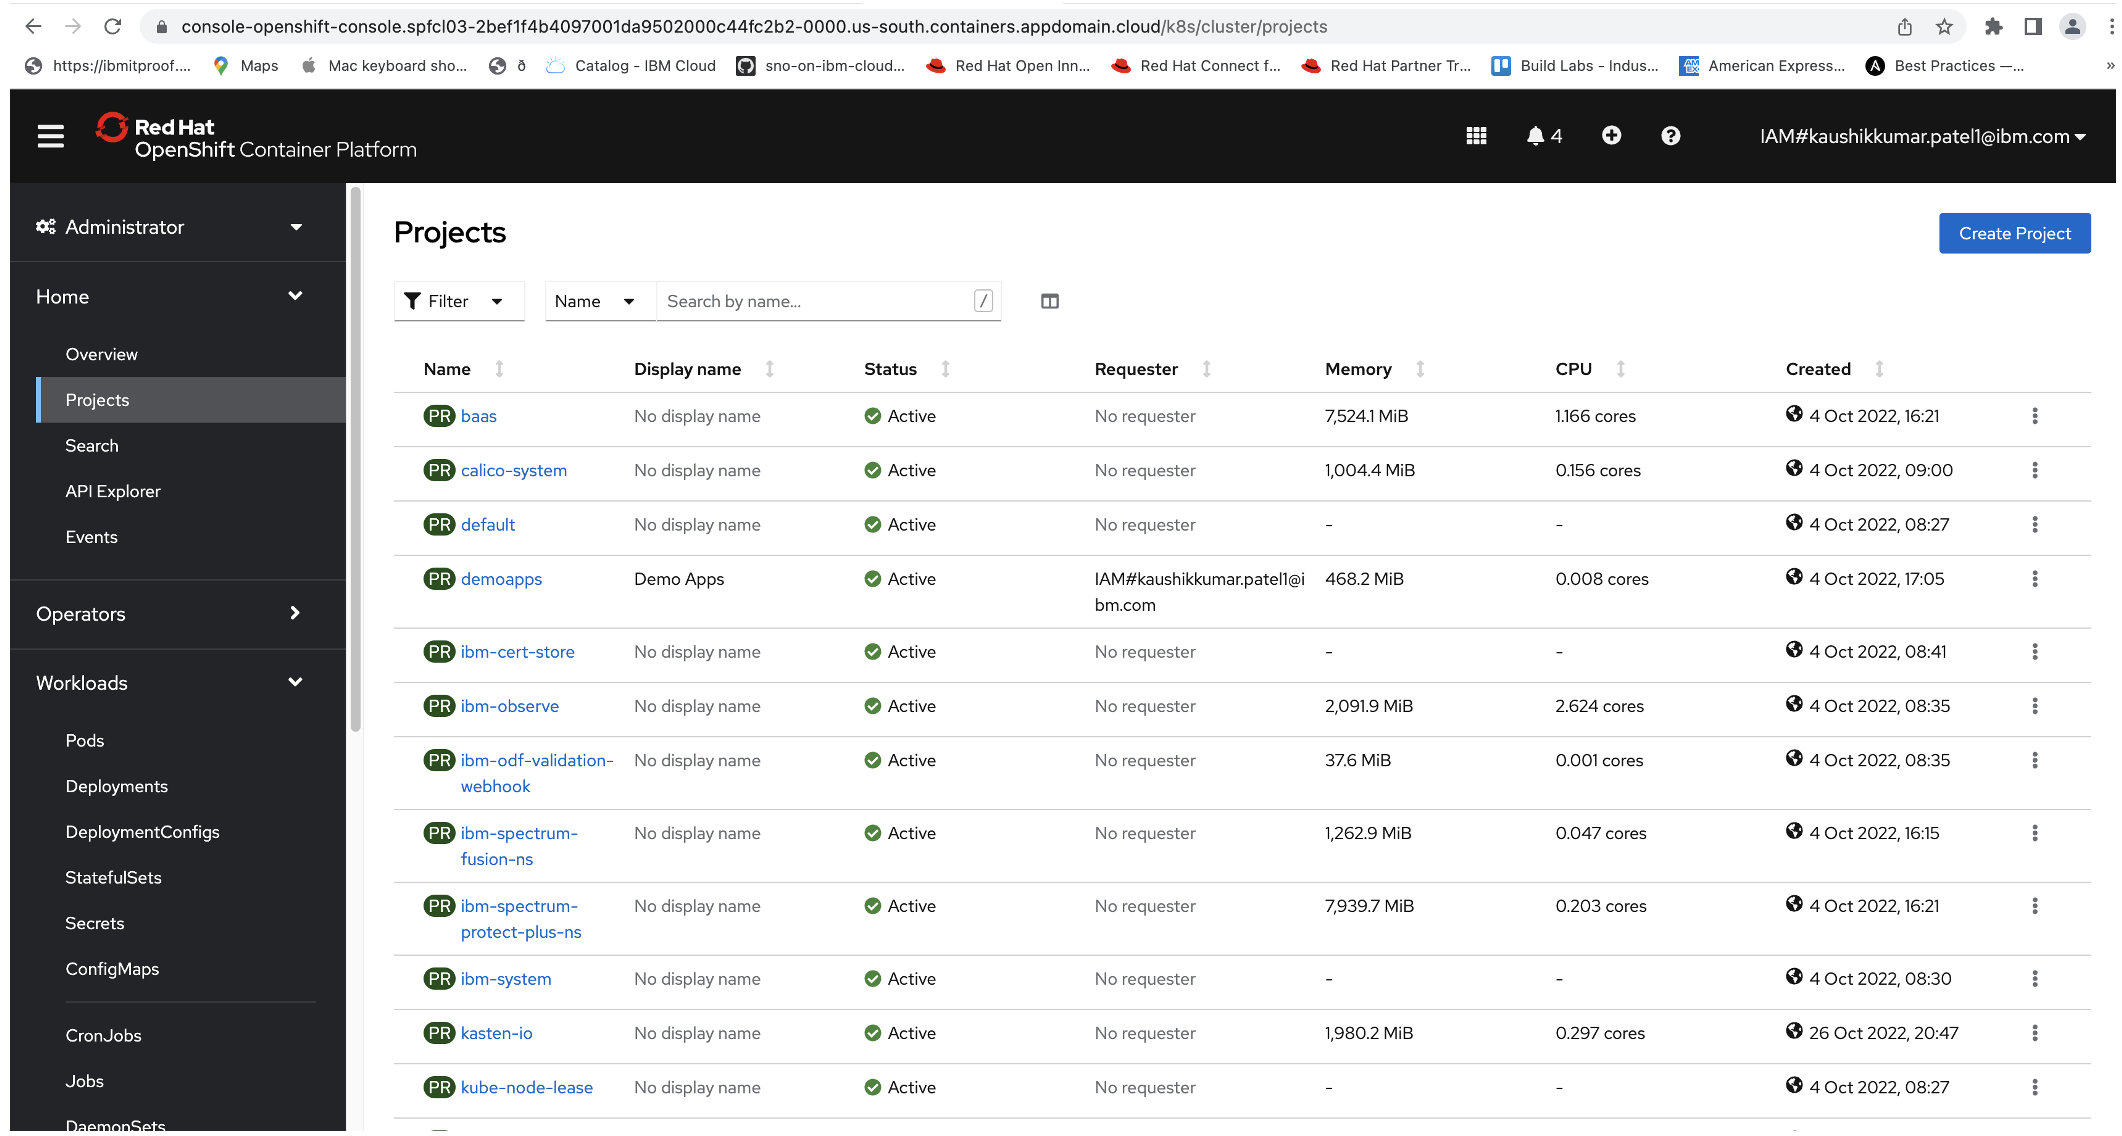 console-openshift-console.spfcl03-2bef1f4b4097001da9502000c44fc2b2-0000.us-south.containers.appdomain.cloud/k8s/cluster/projects
https://ibmitproof.... Maps Mac keyboard sho... ð Catalog - IBM Cloud sno-on-ibm-cloud... Red Hat Open Inn... Red Hat Connect f... Red Hat Partner Tr... Build Labs - Indus... American Express... Best Practices —... »
Red Hat
OpenShift Container Platform
4
IAM#kaushikkumar.patel1@ibm.com
Administrator
Home
Overview
Projects
Search
API Explorer
Events
Operators
Workloads
Pods
Deployments
DeploymentConfigs
StatefulSets
Secrets
ConfigMaps
CronJobs
Jobs
DaemonSets
Projects
Create Project
Filter Name Search by name... /
Name Display name Status Requester Memory CPU Created
PR baas No display name Active No requester 7,524.1 MiB 1.166 cores 4 Oct 2022, 16:21
PR calico-system No display name Active No requester 1,004.4 MiB 0.156 cores 4 Oct 2022, 09:00
PR default No display name Active No requester - - 4 Oct 2022, 08:27
PR demoapps Demo Apps Active IAM#kaushikkumar.patel1@i 468.2 MiB 0.008 cores 4 Oct 2022, 17:05
bm.com
PR ibm-cert-store No display name Active No requester - - 4 Oct 2022, 08:41
PR ibm-observe No display name Active No requester 2,091.9 MiB 2.624 cores 4 Oct 2022, 08:35
PR ibm-odf-validation- No display name Active No requester 37.6 MiB 0.001 cores 4 Oct 2022, 08:35
webhook
PR ibm-spectrum- No display name Active No requester 1,262.9 MiB 0.047 cores 4 Oct 2022, 16:15
fusion-ns
PR ibm-spectrum- No display name Active No requester 7,939.7 MiB 0.203 cores 4 Oct 2022, 16:21
protect-plus-ns
PR ibm-system No display name Active No requester - - 4 Oct 2022, 08:30
PR kasten-io No display name Active No requester 1,980.2 MiB 0.297 cores 26 Oct 2022, 20:47
PR kube-node-lease No display name Active No requester - - 4 Oct 2022, 08:27